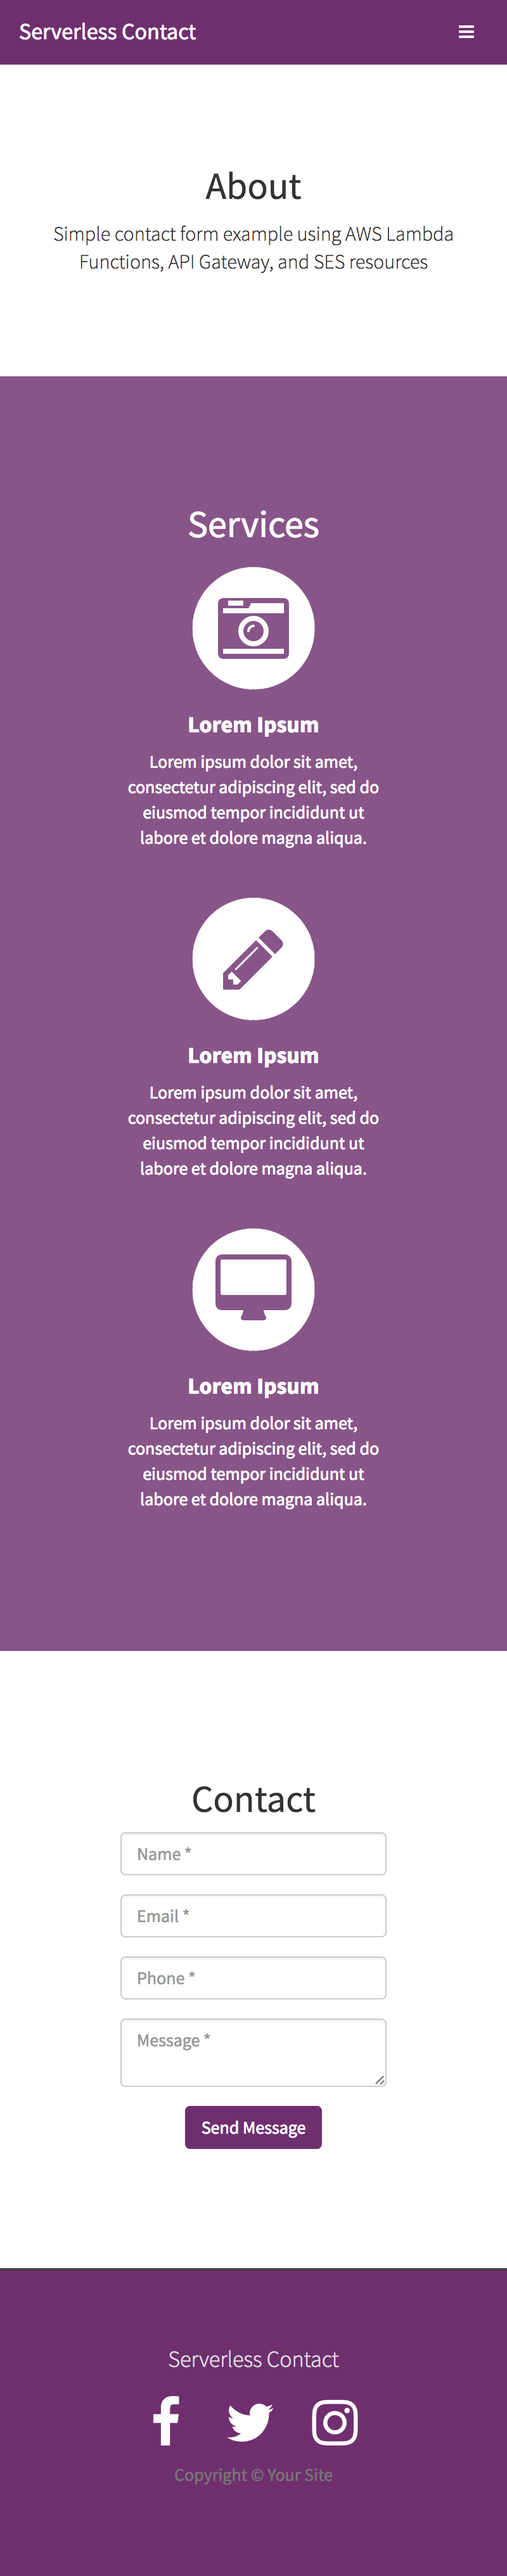 Serverless Contact
About
Simple contact form example using AWS Lambda
Functions, API Gateway, and SES resources
Services
Lorem Ipsum
Lorem ipsum dolor sit amet,
consectetur adipiscing elit, sed do
eiusmod tempor incididunt ut
labore et dolore magna aliqua.
Lorem Ipsum
Lorem ipsum dolor sit amet,
consectetur adipiscing elit, sed do
eiusmod tempor incididunt ut
labore et dolore magna aliqua.
Lorem Ipsum
Lorem ipsum dolor sit amet,
consectetur adipiscing elit, sed do
eiusmod tempor incididunt ut
labore et dolore magna aliqua.
Contact
Name *
Email *
Phone *
Message *
Send Message
Serverless Contact
Copyright © Your Site